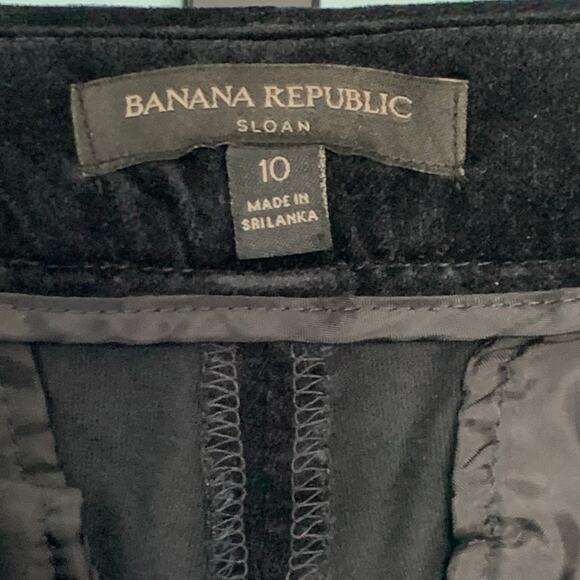 BANANA REPUBLIC
SLOAN
10
MADE IN
SRI LANKA